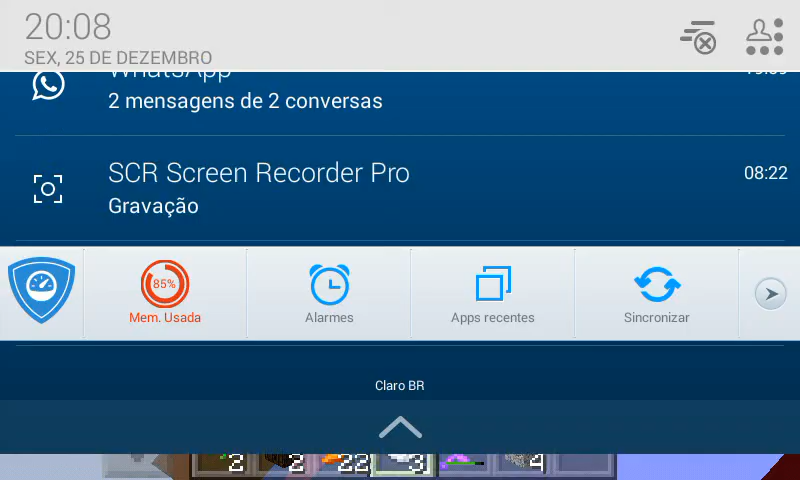 20:08
SEX, 25 DE DEZEMBRO
WhatsApp
2 mensagens de 2 conversas
SCR Screen Recorder Pro
08:22
Gravação
85%
Mem. Usada
Alarmes
Apps recentes
Sincronizar
Claro BR
2
2
22
3
4